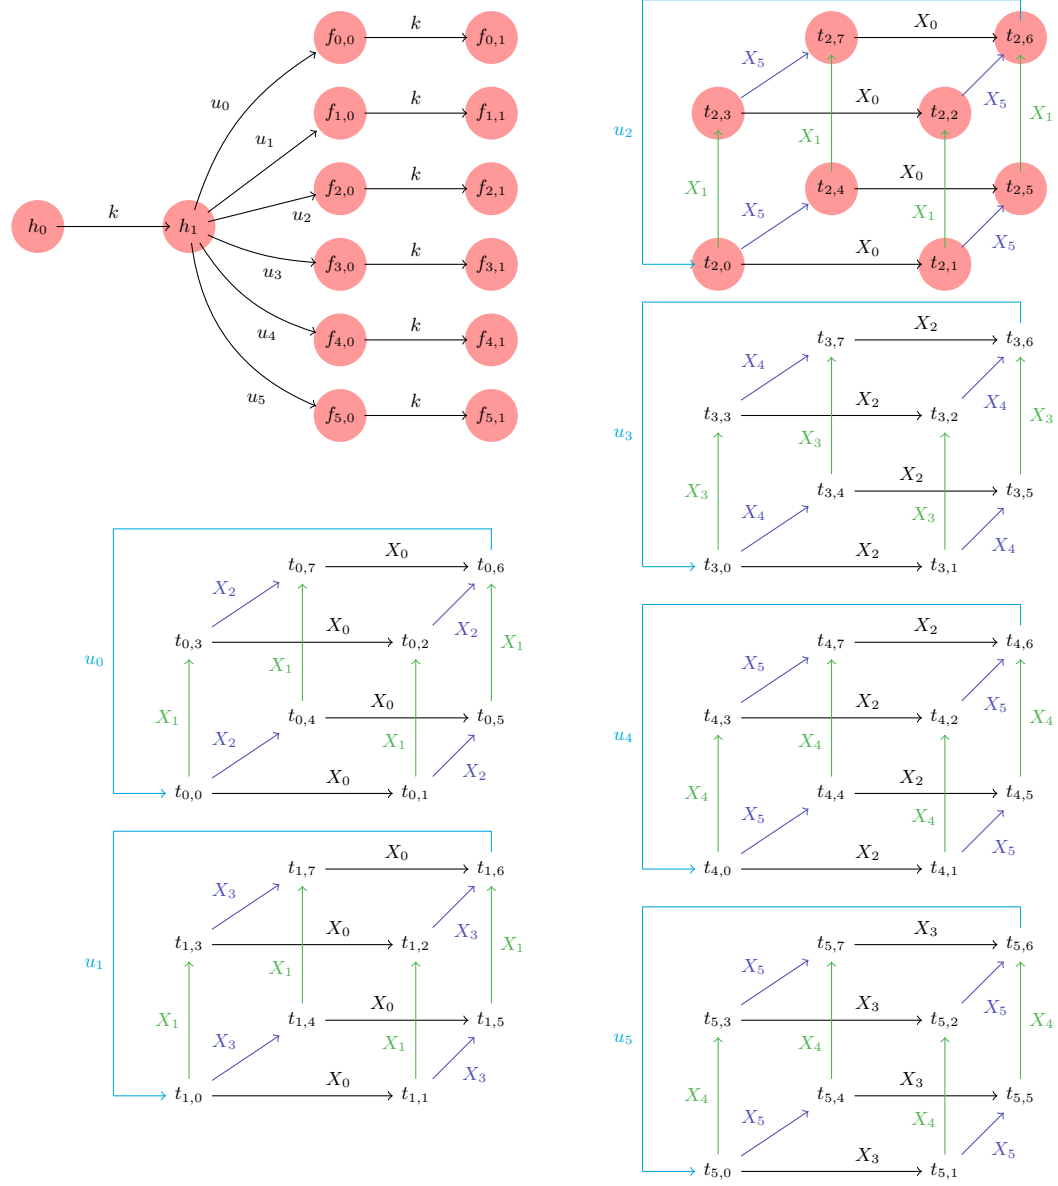 h₀ k h₁
u₀ f₀,₀ k f₀,₁
u₁ f₁,₀ k f₁,₁
u₂ f₂,₀ k f₂,₁
u₃ f₃,₀ k f₃,₁
u₄ f₄,₀ k f₄,₁
u₅ f₅,₀ k f₅,₁
t₀,₇ X₀ t₀,₆
X₂ X₂
t₀,₃ X₀ t₀,₂
u₀ X₁ X₁
t₀,₄ X₀ t₀,₅
X₁ X₂ X₁ X₂
t₀,₀ X₀ t₀,₁
t₁,₇ X₀ t₁,₆
X₃ X₃
t₁,₃ X₀ t₁,₂
u₁ X₁ X₁
t₁,₄ X₀ t₁,₅
X₁ X₃ X₁ X₃
t₁,₀ X₀ t₁,₁
t₂,₇ X₀ t₂,₆
X₅ X₅
t₂,₃ X₀ t₂,₂
u₂ X₁ X₁
t₂,₄ X₀ t₂,₅
X₁ X₅ X₁ X₅
t₂,₀ X₀ t₂,₁
t₃,₇ X₂ t₃,₆
X₄ X₄
t₃,₃ X₂ t₃,₂
u₃ X₃ X₃
t₃,₄ X₂ t₃,₅
X₃ X₄ X₃ X₄
t₃,₀ X₂ t₃,₁
t₄,₇ X₂ t₄,₆
X₅ X₅
t₄,₃ X₂ t₄,₂
u₄ X₄ X₄
t₄,₄ X₂ t₄,₅
X₄ X₅ X₄ X₅
t₄,₀ X₂ t₄,₁
t₅,₇ X₃ t₅,₆
X₅ X₅
t₅,₃ X₃ t₅,₂
u₅ X₄ X₄
t₅,₄ X₃ t₅,₅
X₄ X₅ X₄ X₅
t₅,₀ X₃ t₅,₁